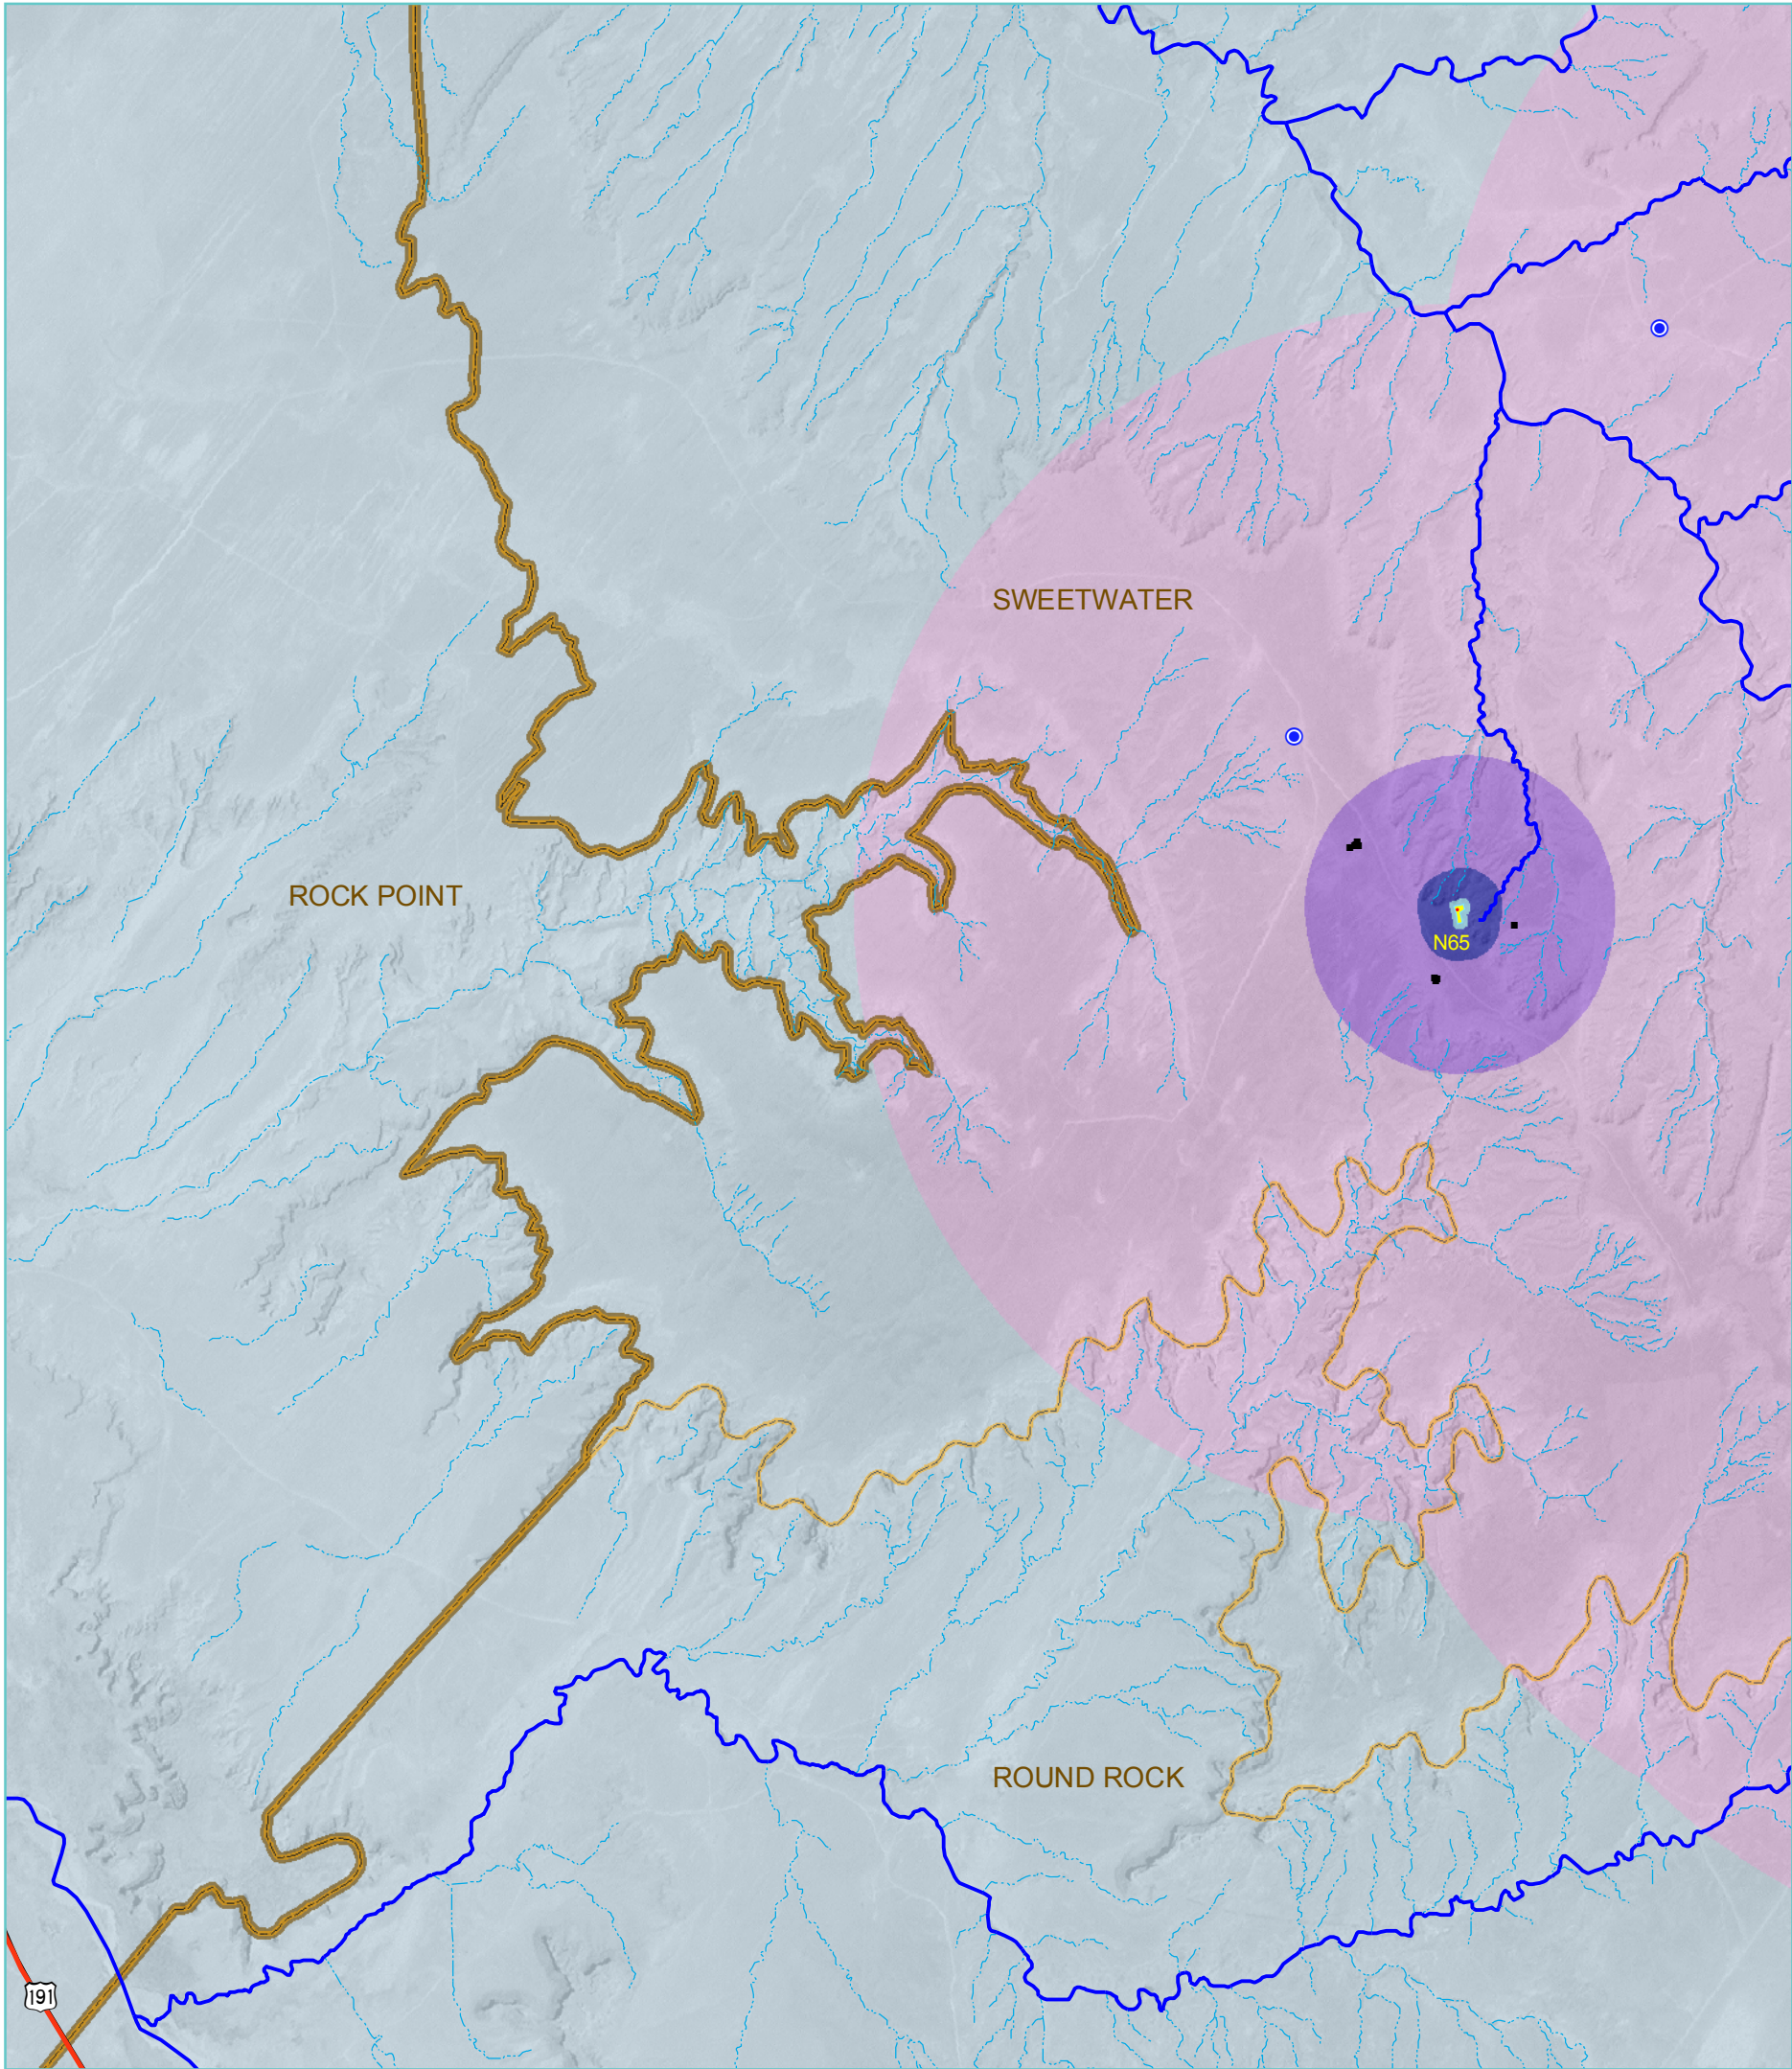 SWEETWATER
ROCK POINT
N65
ROUND ROCK
191